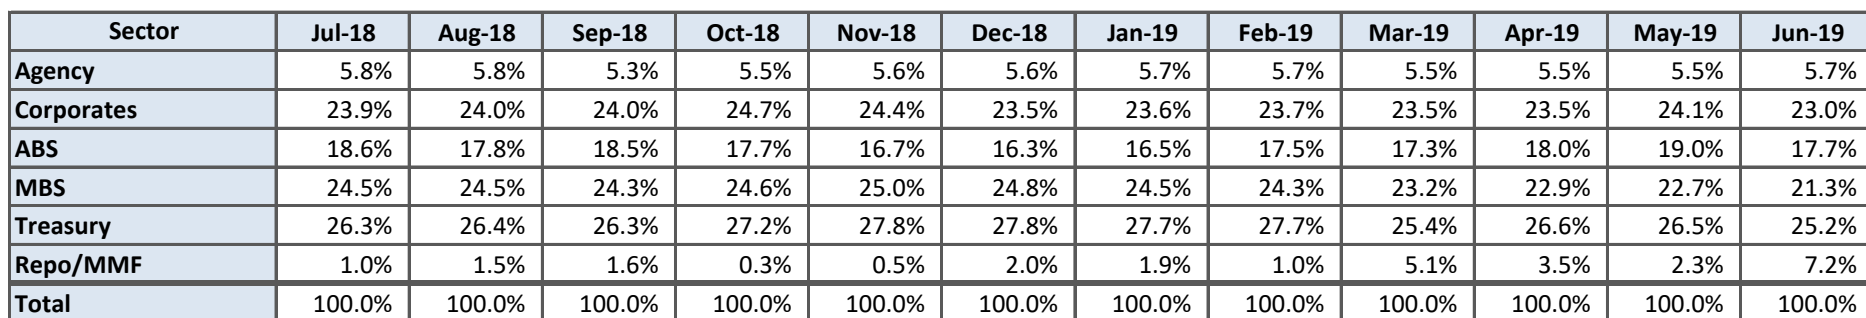 Sector Jul-18 Aug-18 Sep-18 Oct-18 Nov-18 Dec-18 Jan-19 Feb-19 Mar-19 Apr-19 May-19 Jun-19
Agency 5.8% 5.8% 5.3% 5.5% 5.6% 5.6% 5.7% 5.7% 5.5% 5.5% 5.5% 5.7%
Corporates 23.9% 24.0% 24.0% 24.7% 24.4% 23.5% 23.6% 23.7% 23.5% 23.5% 24.1% 23.0%
ABS 18.6% 17.8% 18.5% 17.7% 16.7% 16.3% 16.5% 17.5% 17.3% 18.0% 19.0% 17.7%
MBS 24.5% 24.5% 24.3% 24.6% 25.0% 24.8% 24.5% 24.3% 23.2% 22.9% 22.7% 21.3%
Treasury 26.3% 26.4% 26.3% 27.2% 27.8% 27.8% 27.7% 27.7% 25.4% 26.6% 26.5% 25.2%
Repo/MMF 1.0% 1.5% 1.6% 0.3% 0.5% 2.0% 1.9% 1.0% 5.1% 3.5% 2.3% 7.2%
Total 100.0% 100.0% 100.0% 100.0% 100.0% 100.0% 100.0% 100.0% 100.0% 100.0% 100.0% 100.0%